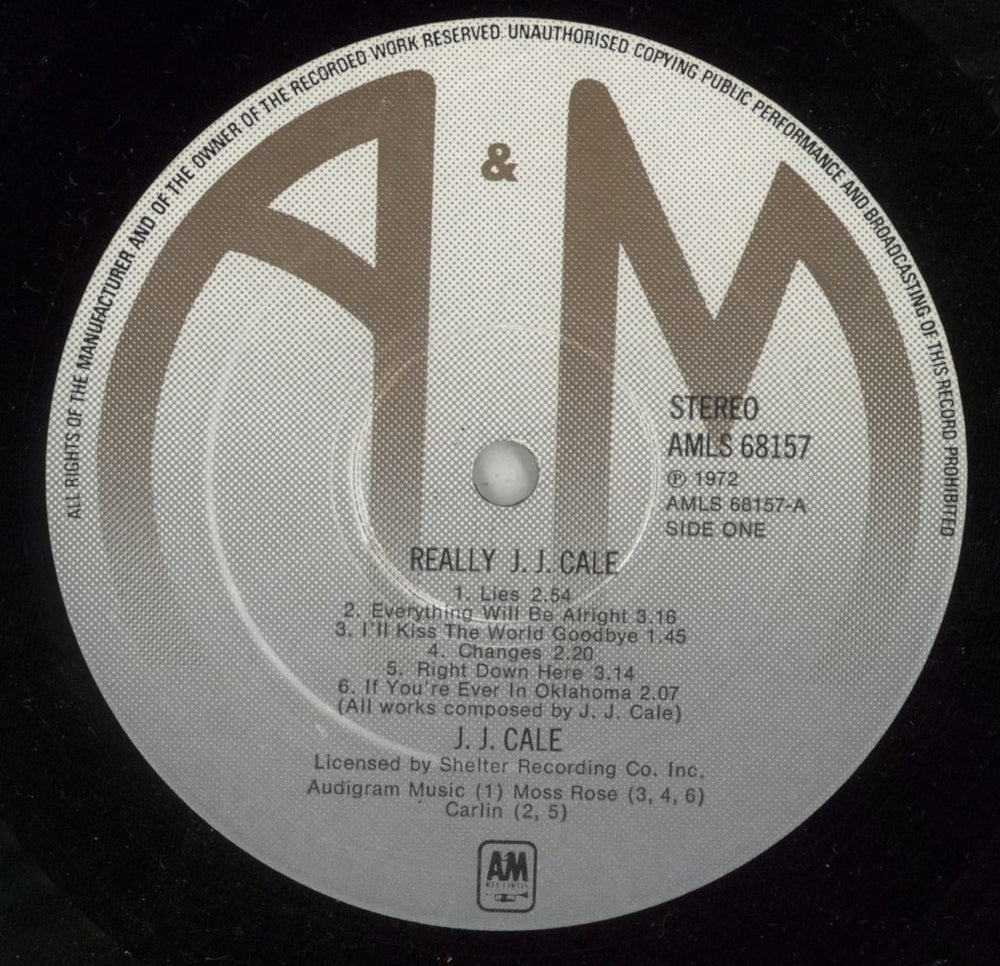 ALL RIGHTS OF THE MANUFACTURER AND OF THE OWNER OF THE RECORDED WORK RESERVED UNAUTHORISED COPYING PUBLIC PERFORMANCE AND BROADCASTING OF THIS RECORD PROHIBITED
A & M
STEREO
AMLS 68157
℗ 1972
AMLS 68157-A
SIDE ONE
REALLY J. J. CALE
1. Lies 2.54
2. Everything Will Be Alright 3.16
3. I'll Kiss The World Goodbye 1.45
4. Changes 2.20
5. Right Down Here 3.14
6. If You're Ever In Oklahoma 2.07
(All works composed by J. J. Cale)
J. J. CALE
Licensed by Shelter Recording Co. Inc.
Audigram Music (1) Moss Rose (3, 4, 6)
Carlin (2, 5)
A&M
RECORDS